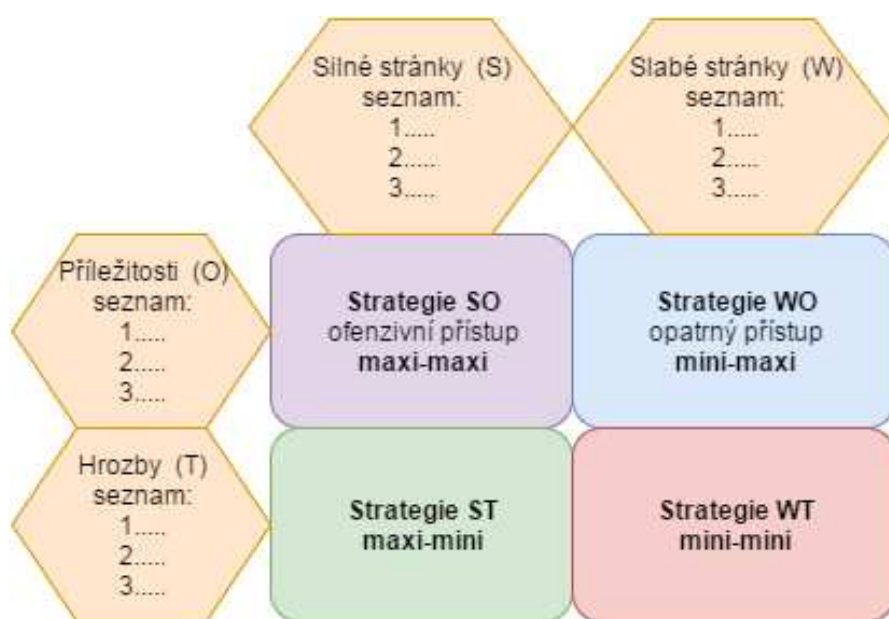 Silné stránky (S)
seznam:
1.....
2.....
3.....
Slabé stránky (W)
seznam:
1.....
2.....
3.....
Příležitosti (O)
seznam:
1.....
2.....
3.....
Strategie SO
ofenzivní přístup
maxi-maxi
Strategie WO
opatrný přístup
mini-maxi
Hrozby (T)
seznam:
1.....
2.....
3.....
Strategie ST
maxi-mini
Strategie WT
mini-mini